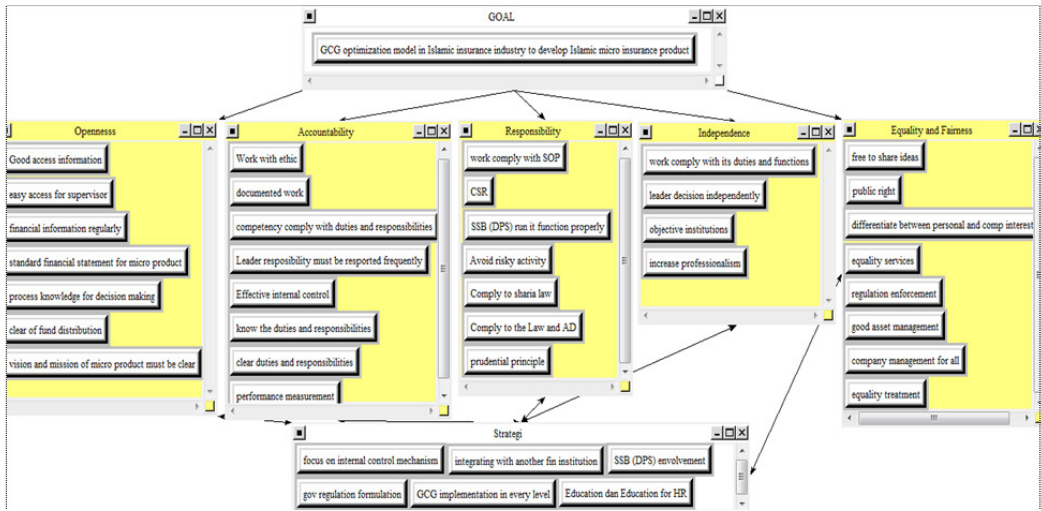 GOAL
GCG optimization model in Islamic insurance industry to develop Islamic micro insurance product
Opennesss
Good access information
easy access for supervisor
financial information regularly
standard financial statement for micro product
process knowledge for decision making
clear of fund distribution
vision and mission of micro product must be clear
Accountability
Work with ethic
documented work
competency comply with duties and responsibilities
Leader resposibility must be resported frequently
Effective internal control
know the duties and responsibilities
clear duties and responsibilities
performance measurement
Responsibility
work comply with SOP
CSR
SSB (DPS) run it function properly
Avoid risky activity
Comply to sharia law
Comply to the Law and AD
prudential principle
Independence
work comply with its duties and functions
leader decision independently
objective institutions
increase professionalism
Equality and Fairness
free to share ideas
public right
differentiate between personal and comp interest
equality services
regulation enforcement
good asset management
company management for all
equality treatment
Strategi
focus on internal control mechanism
integrating with another fin institution
SSB (DPS) envolvement
gov regulation formulation
GCG implementation in every level
Education dan Education for HR